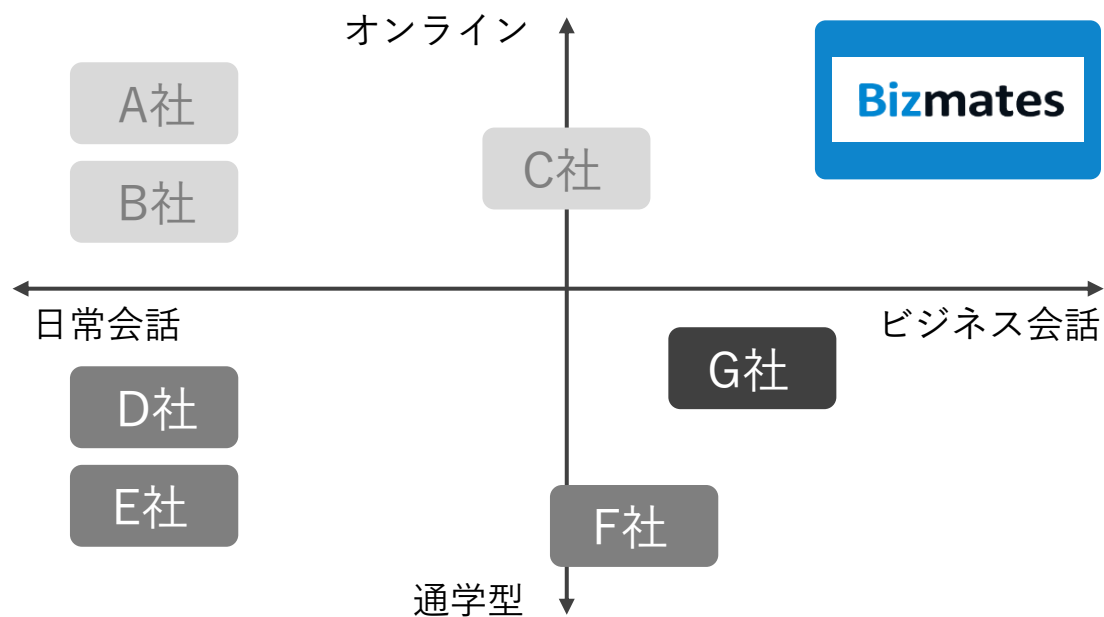 オンライン
A社
Bizmates
C社
B社
日常会話
ビジネス会話
G社
D社
E社
F社
通学型